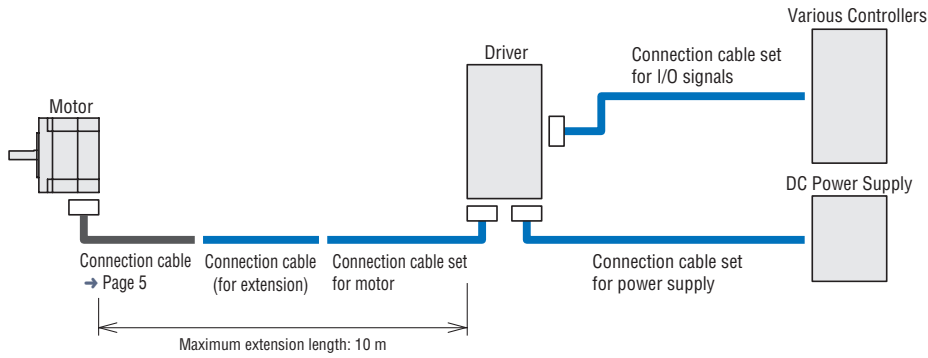 Various Controllers
Driver
Connection cable set
for I/O signals
Motor
DC Power Supply
Connection cable
➜ Page 5
Connection cable
(for extension)
Connection cable set
for motor
Connection cable set
for power supply
Maximum extension length: 10 m